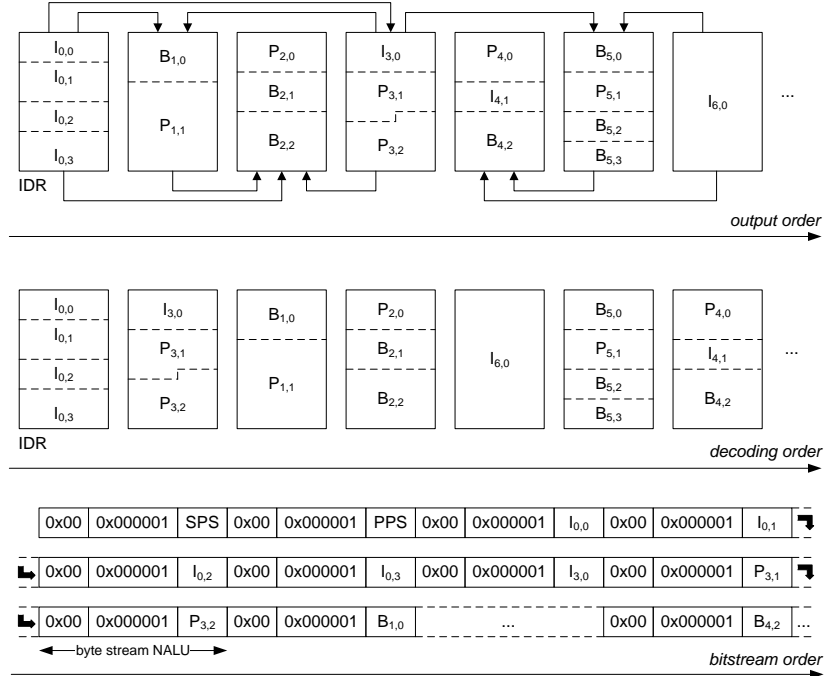 I0,0 B1,0 P2,0 I3,0 P4,0 B5,0
I0,1 B2,1 P3,1 I4,1 P5,1 I6,0 ...
I0,2 P1,1 B2,2 P3,2 B4,2 B5,2
I0,3 B5,3
IDR
output order
I0,0 I3,0 B1,0 P2,0 B5,0 P4,0
I0,1 P3,1 B2,1 I6,0 P5,1 I4,1 ...
I0,2 P3,2 P1,1 B2,2 B5,2 B4,2
I0,3 B5,3
IDR
decoding order
0x00 0x000001 SPS 0x00 0x000001 PPS 0x00 0x000001 I0,0 0x00 0x000001 I0,1
0x00 0x000001 I0,2 0x00 0x000001 I0,3 0x00 0x000001 I3,0 0x00 0x000001 P3,1
0x00 0x000001 P3,2 0x00 0x000001 B1,0 ... 0x00 0x000001 B4,2 ...
byte stream NALU
bitstream order